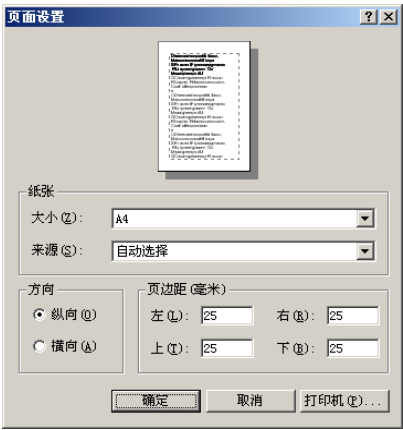 页面设置
纸张
大小(Z):
A4
来源(S):
自动选择
方向
纵向(O)
横向(A)
页边距(毫米)
左(L): 25 右(R): 25
上(T): 25 下(B): 25
确定 取消 打印机(P)...